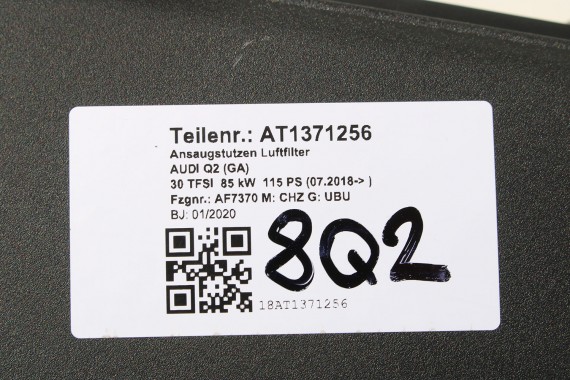 Teilenr.: AT1371256
Ansaugstutzen Luftfilter
AUDI Q2 (GA)
30 TFSI 85 kW 115 PS (07.2018-> )
Fzgnr.: AF7370 M: CHZ G: UBU
BJ: 01/2020
8Q2
18AT1371256